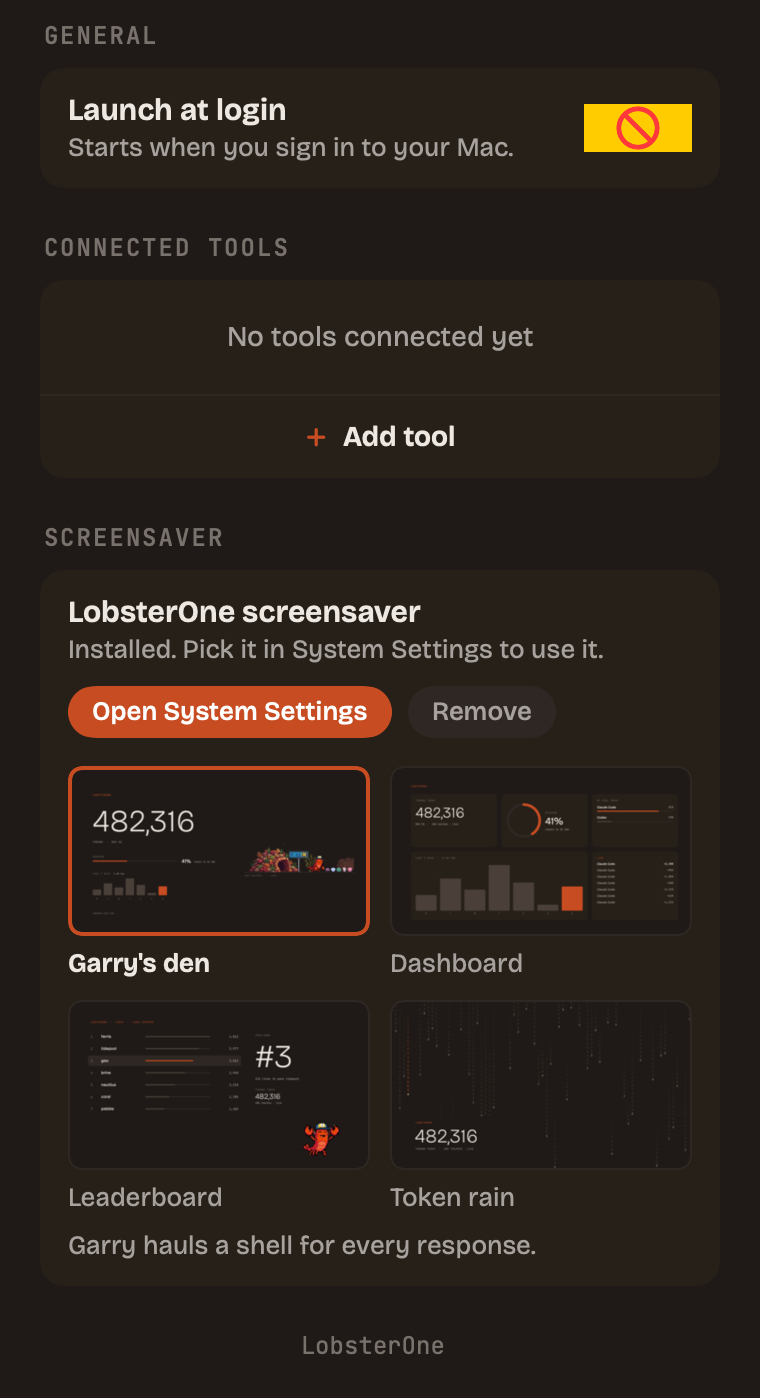 GENERAL
Launch at login
Starts when you sign in to your Mac.
CONNECTED TOOLS
No tools connected yet
+ Add tool
SCREENSAVER
LobsterOne screensaver
Installed. Pick it in System Settings to use it.
Open System Settings
Remove
482,316
41%
482,316
41%
Garry's den
Dashboard
#3
482,316
482,316
Leaderboard
Token rain
Garry hauls a shell for every response.
LobsterOne